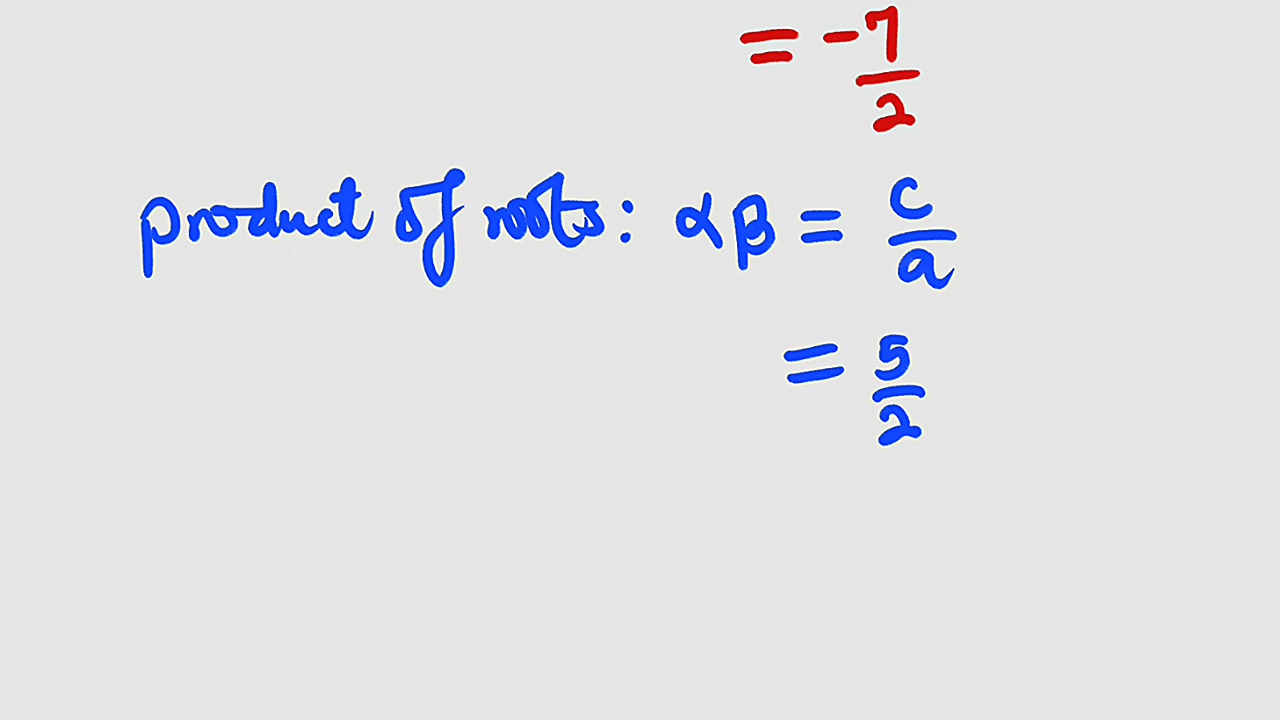 = -7/2
product of roots: αβ = c/a
= 5/2